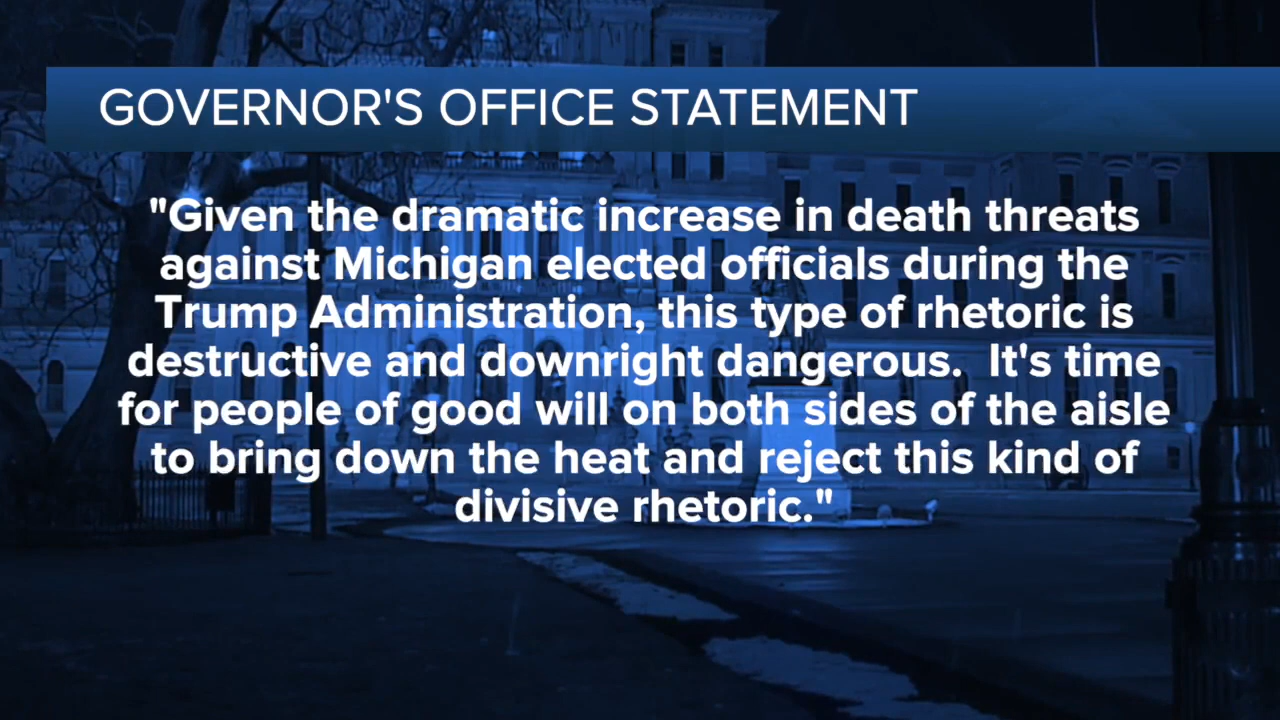 GOVERNOR'S OFFICE STATEMENT
"Given the dramatic increase in death threats
against Michigan elected officials during the
Trump Administration, this type of rhetoric is
destructive and downright dangerous.  It's time
for people of good will on both sides of the aisle
to bring down the heat and reject this kind of
divisive rhetoric."